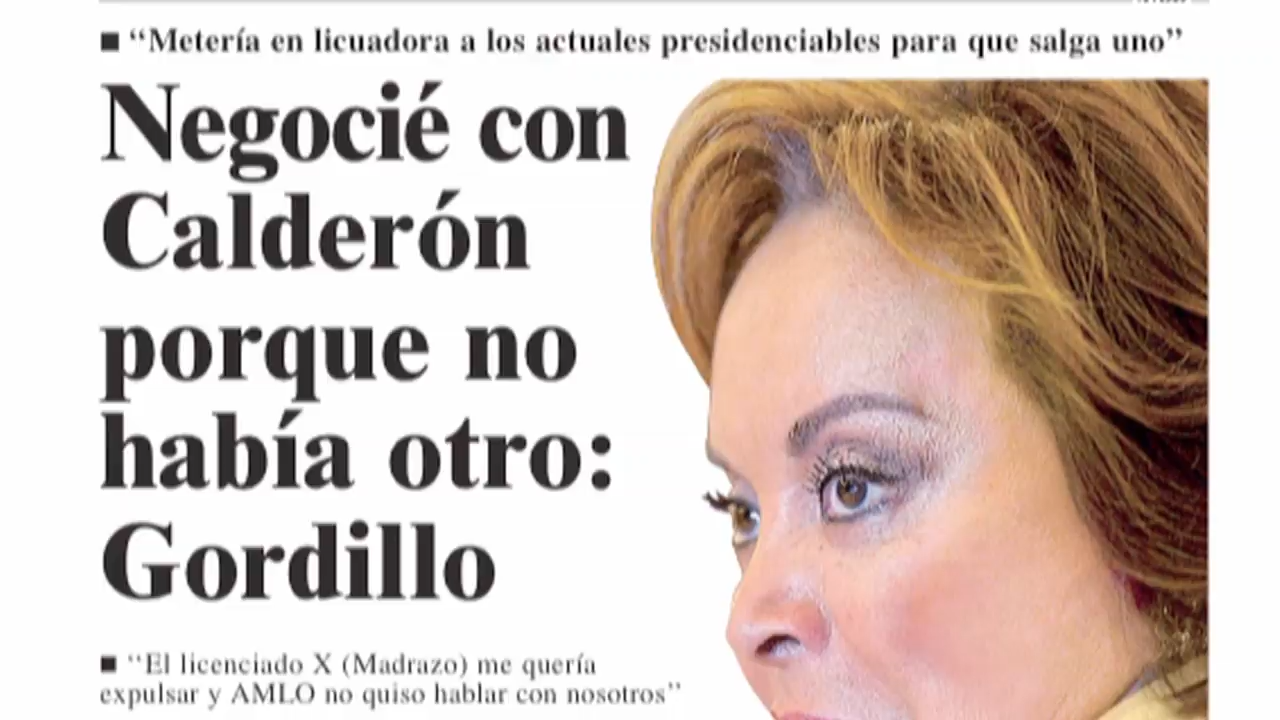 ■ “Metería en licuadora a los actuales presidenciables para que salga uno”
Negocié con
Calderón
porque no
había otro:
Gordillo
■ “El licenciado X (Madrazo) me quería
expulsar y AMLO no quiso hablar con nosotros”